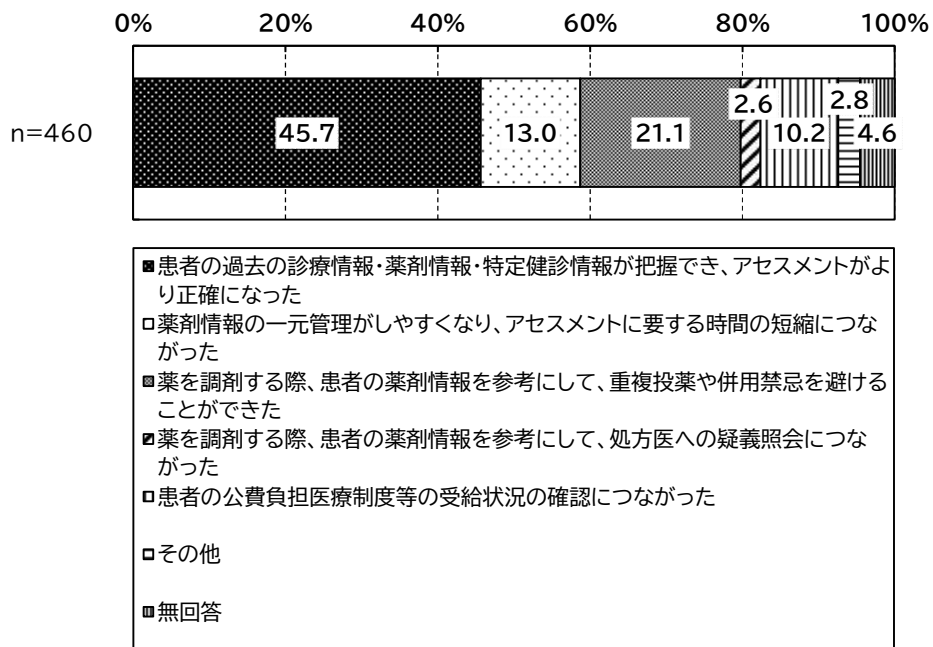 0% 20% 40% 60% 80% 100%
n=460
45.7 13.0 21.1 2.6 10.2 2.8 4.6
患者の過去の診療情報・薬剤情報・特定健診情報が把握でき、アセスメントがよ
り正確になった
薬剤情報の一元管理がしやすくなり、アセスメントに要する時間の短縮につな
がった
薬を調剤する際、患者の薬剤情報を参考にして、重複投薬や併用禁忌を避ける
ことができた
薬を調剤する際、患者の薬剤情報を参考にして、処方医への疑義照会につな
がった
患者の公費負担医療制度等の受給状況の確認につながった
その他
無回答